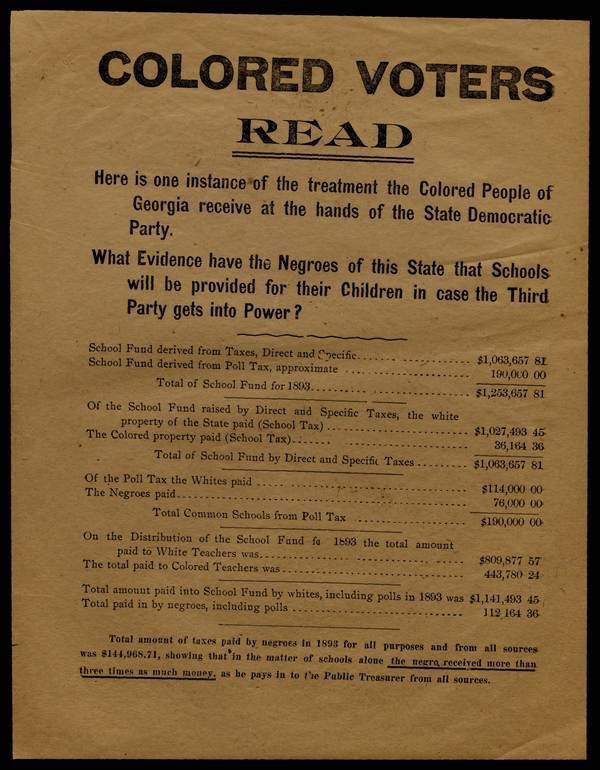 COLORED VOTERS
READ
Here is one instance of the treatment the Colored People of
Georgia receive at the hands of the State Democratic
Party.
What Evidence have the Negroes of this State that Schools
will be provided for their Children in case the Third
Party gets into Power?
School Fund derived from Taxes, Direct and Specific...... $1,063,657 81
School Fund derived from Poll Tax, approximate ...... 190,000 00
Total of School Fund for 1893...... $1,253,657 81
Of the School Fund raised by Direct and Specific Taxes, the white
property of the State paid (School Tax) ...... $1,027,493 45
The Colored property paid (School Tax)...... 36,164 36
Total of School Fund by Direct and Specific Taxes ...... $1,063,657 81
Of the Poll Tax the Whites paid ...... $114,000 00
The Negroes paid...... 76,000 00
Total Common Schools from Poll Tax ...... $190,000 00
On the Distribution of the School Fund fo 1893 the total amount
paid to White Teachers was...... $809,877 57
The total paid to Colored Teachers was...... 443,780 24
Total amount paid into School Fund by whites, including polls in 1893 was $1,141,493 45
Total paid in by negroes, including polls ...... 112 164 36
Total amount of taxes paid by negroes in 1893 for all purposes and from all sources
was $144,968.71, showing that in the matter of schools alone the negro received more than
three times as much money, as he pays in to the Public Treasurer from all sources.